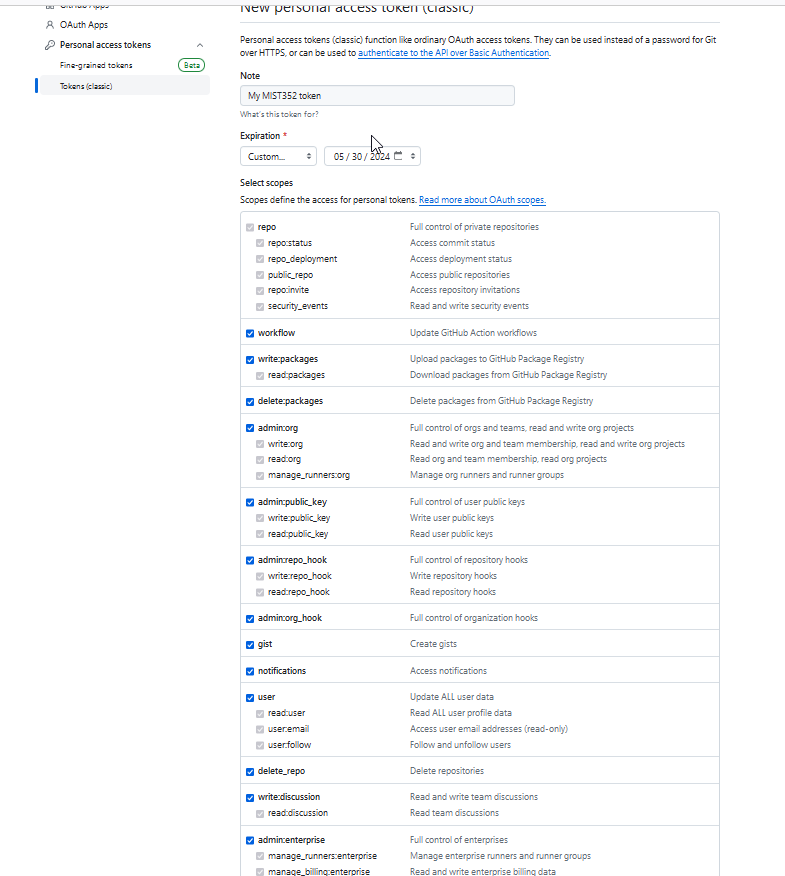 GitHub Apps
OAuth Apps
Personal access tokens
Fine-grained tokens Beta
Tokens (classic)
New personal access token (classic)
Personal access tokens (classic) function like ordinary OAuth access tokens. They can be used instead of a password for Git
over HTTPS, or can be used to authenticate to the API over Basic Authentication.
Note
My MIST352 token
What's this token for?
Expiration *
Custom... 05 / 30 / 2024
Select scopes
Scopes define the access for personal tokens. Read more about OAuth scopes.
repo Full control of private repositories
repo:status Access commit status
repo_deployment Access deployment status
public_repo Access public repositories
repo:invite Access repository invitations
security_events Read and write security events
workflow Update GitHub Action workflows
write:packages Upload packages to GitHub Package Registry
read:packages Download packages from GitHub Package Registry
delete:packages Delete packages from GitHub Package Registry
admin:org Full control of orgs and teams, read and write org projects
write:org Read and write org and team membership, read and write org projects
read:org Read org and team membership, read org projects
manage_runners:org Manage org runners and runner groups
admin:public_key Full control of user public keys
write:public_key Write user public keys
read:public_key Read user public keys
admin:repo_hook Full control of repository hooks
write:repo_hook Write repository hooks
read:repo_hook Read repository hooks
admin:org_hook Full control of organization hooks
gist Create gists
notifications Access notifications
user Update ALL user data
read:user Read ALL user profile data
user:email Access user email addresses (read-only)
user:follow Follow and unfollow users
delete_repo Delete repositories
write:discussion Read and write team discussions
read:discussion Read team discussions
admin:enterprise Full control of enterprises
manage_runners:enterprise Manage enterprise runners and runner groups
manage_billing:enterprise Read and write enterprise billing data